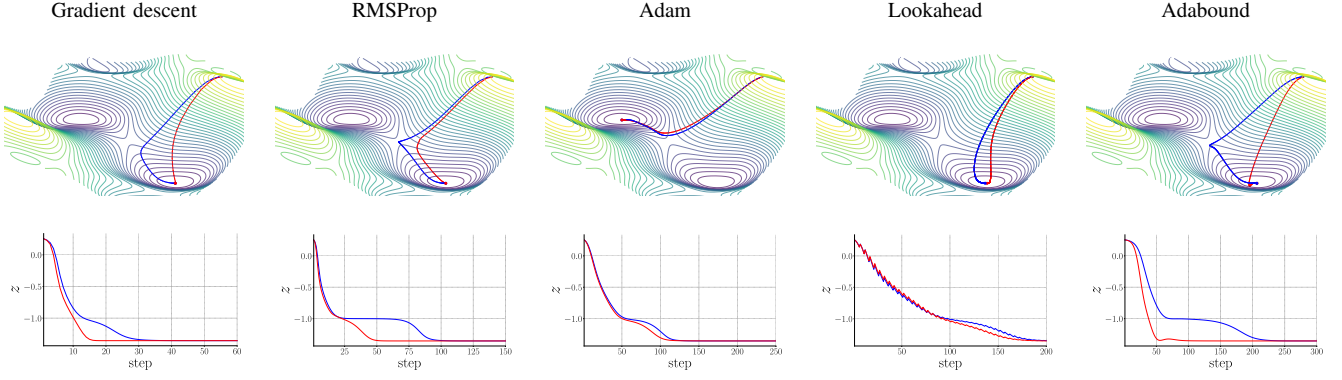 Gradient descent RMSProp Adam Lookahead Adabound
0.0 0.0 0.0 0.0 0.0
z z z z z
−0.5 −0.5 −0.5 −0.5 −0.5
−1.0 −1.0 −1.0 −1.0 −1.0
10 20 30 40 50 60 25 50 75 100 125 150 50 100 150 200 250 50 100 150 200 50 100 150 200 250 300
step step step step step